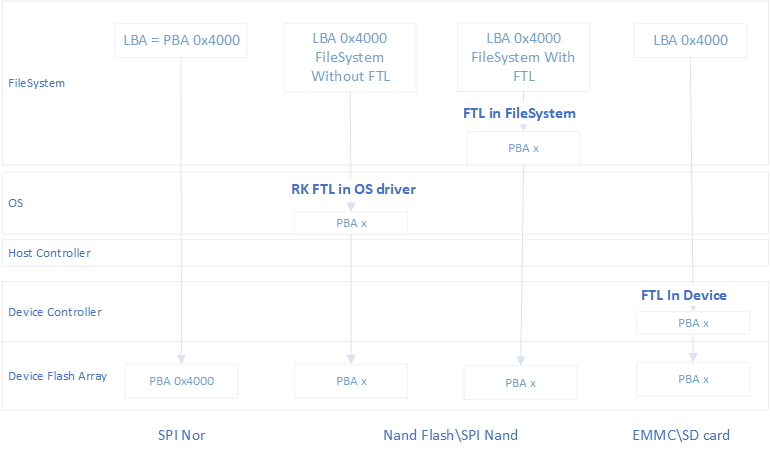 LBA = PBA 0x4000
LBA 0x4000
FileSystem
Without FTL
LBA 0x4000
FileSystem With
FTL
LBA 0x4000
FileSystem
FTL in FileSystem
PBA x
RK FTL in OS driver
OS
PBA x
Host Controller
FTL In Device
Device Controller
PBA x
Device Flash Array
PBA 0x4000
PBA x
PBA x
PBA x
SPI Nor
Nand Flash\SPI Nand
EMMC\SD card